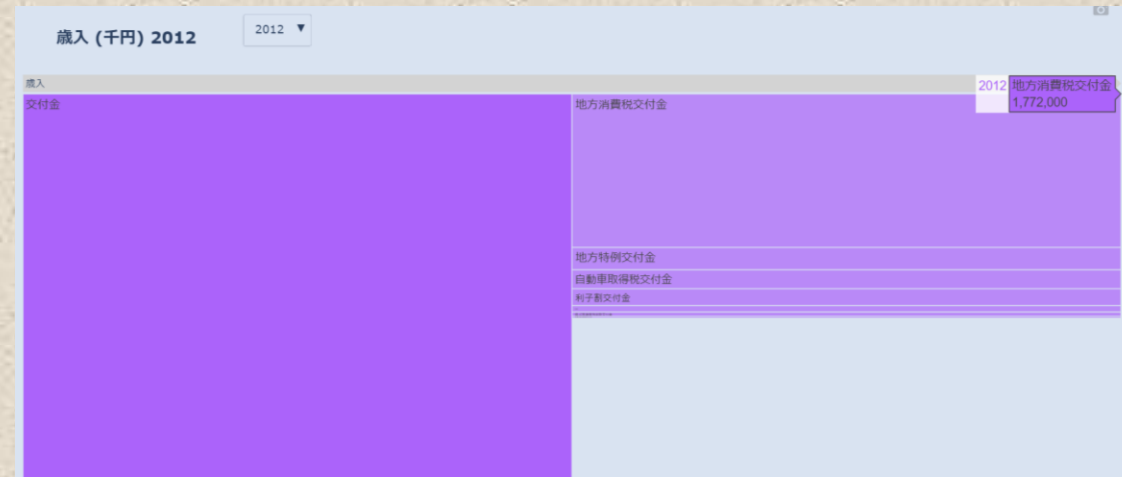 歳入 (千円) 2012
2012 ▼
歳入
2012
地方消費税交付金
1,772,000
交付金
地方消費税交付金
地方特例交付金
自動車取得税交付金
利子割交付金